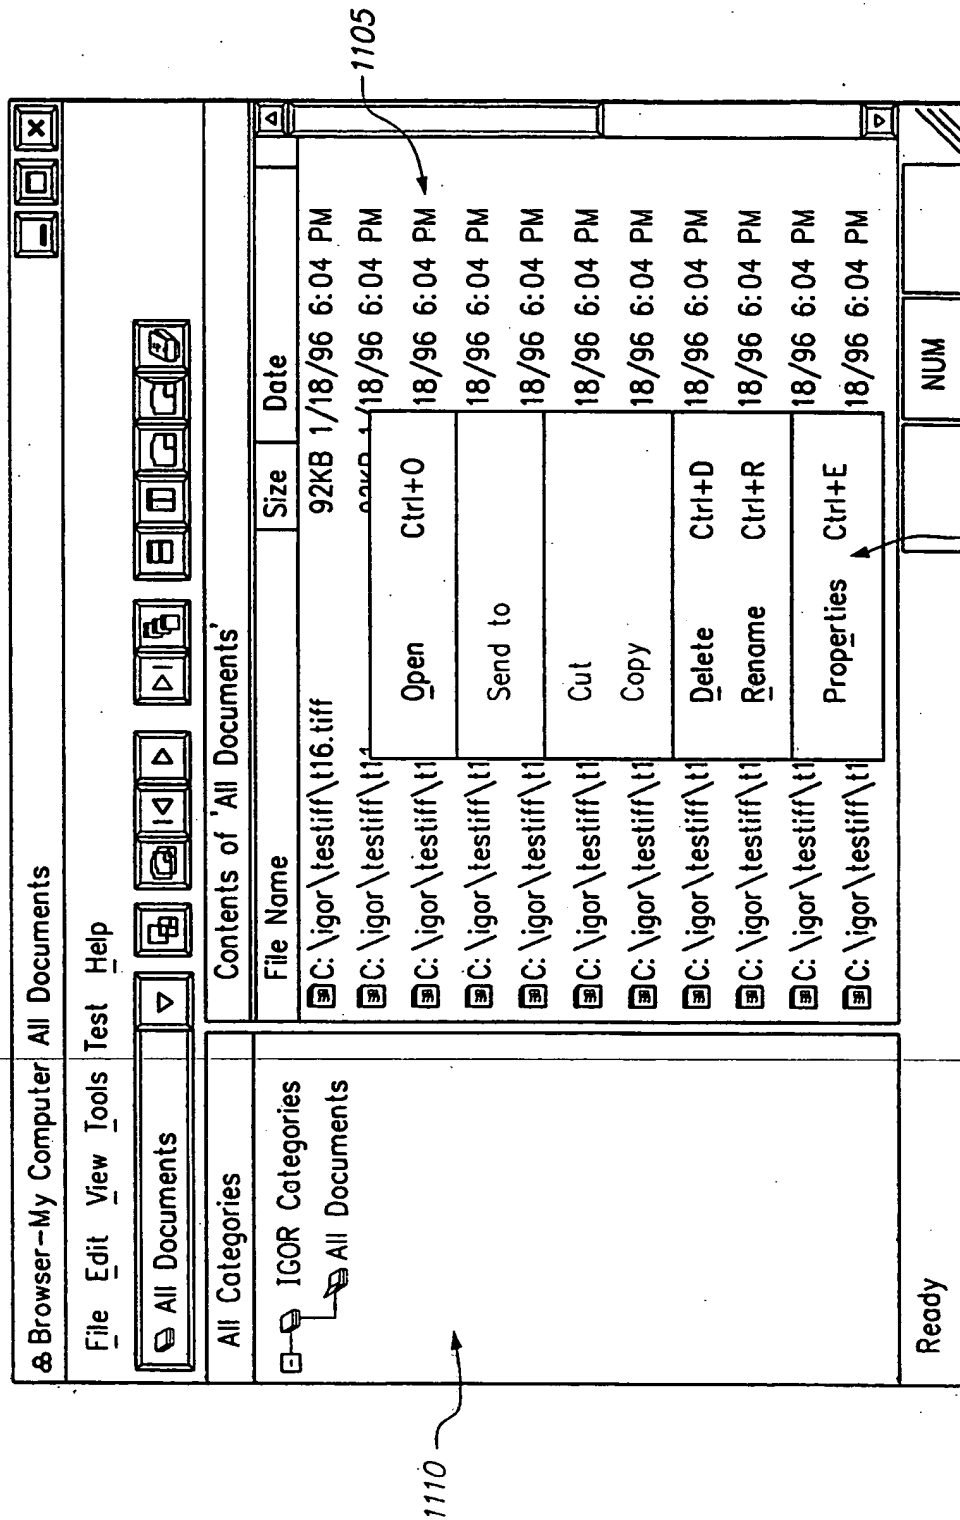 Browser-My Computer All Documents
File Edit View Tools Test Help
All Documents
All Categories
Contents of 'All Documents'
File Name Size Date
IGOR Categories
All Documents
C: \igor\testiff\t16.tiff 92KB 1/18/96 6:04 PM
C: \igor\testiff\t1 18/96 6:04 PM
C: \igor\testiff\t1 18/96 6:04 PM
C: \igor\testiff\t1 18/96 6:04 PM
C: \igor\testiff\t1 18/96 6:04 PM
C: \igor\testiff\t1 18/96 6:04 PM
C: \igor\testiff\t1 18/96 6:04 PM
C: \igor\testiff\t1 18/96 6:04 PM
C: \igor\testiff\t1 18/96 6:04 PM
C: \igor\testiff\t1 18/96 6:04 PM
C: \igor\testiff\t1 18/96 6:04 PM
Open Ctrl+O
Send to
Cut
Copy
Delete Ctrl+D
Rename Ctrl+R
Properties Ctrl+E
Ready NUM
1105
1110